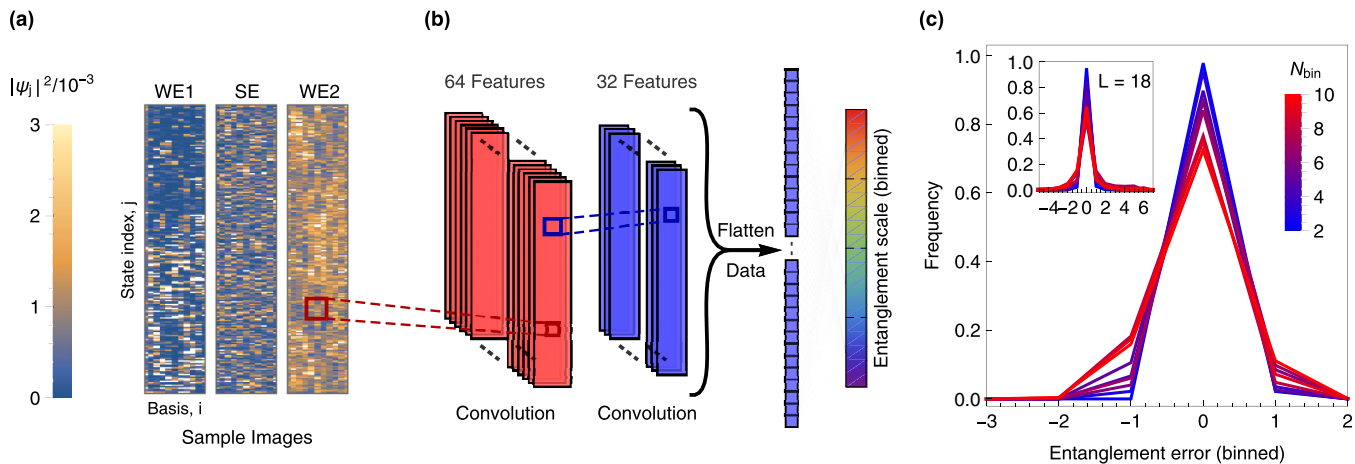 (a)
|ψj|²/10⁻³
3
2
1
0
WE1 SE WE2
State index, j
Basis, i
Sample Images
(b)
64 Features
32 Features
Convolution
Convolution
Flatten
Data
Entanglement scale (binned)
(c)
1.0
0.8
0.6
0.4
0.2
0.0
Frequency
−3 −2 −1 0 1 2
Entanglement error (binned)
1.0
0.8
0.6
0.4
0.2
0.0
−4 −2 0 2 4 6
L = 18
Nbin
10
8
6
4
2